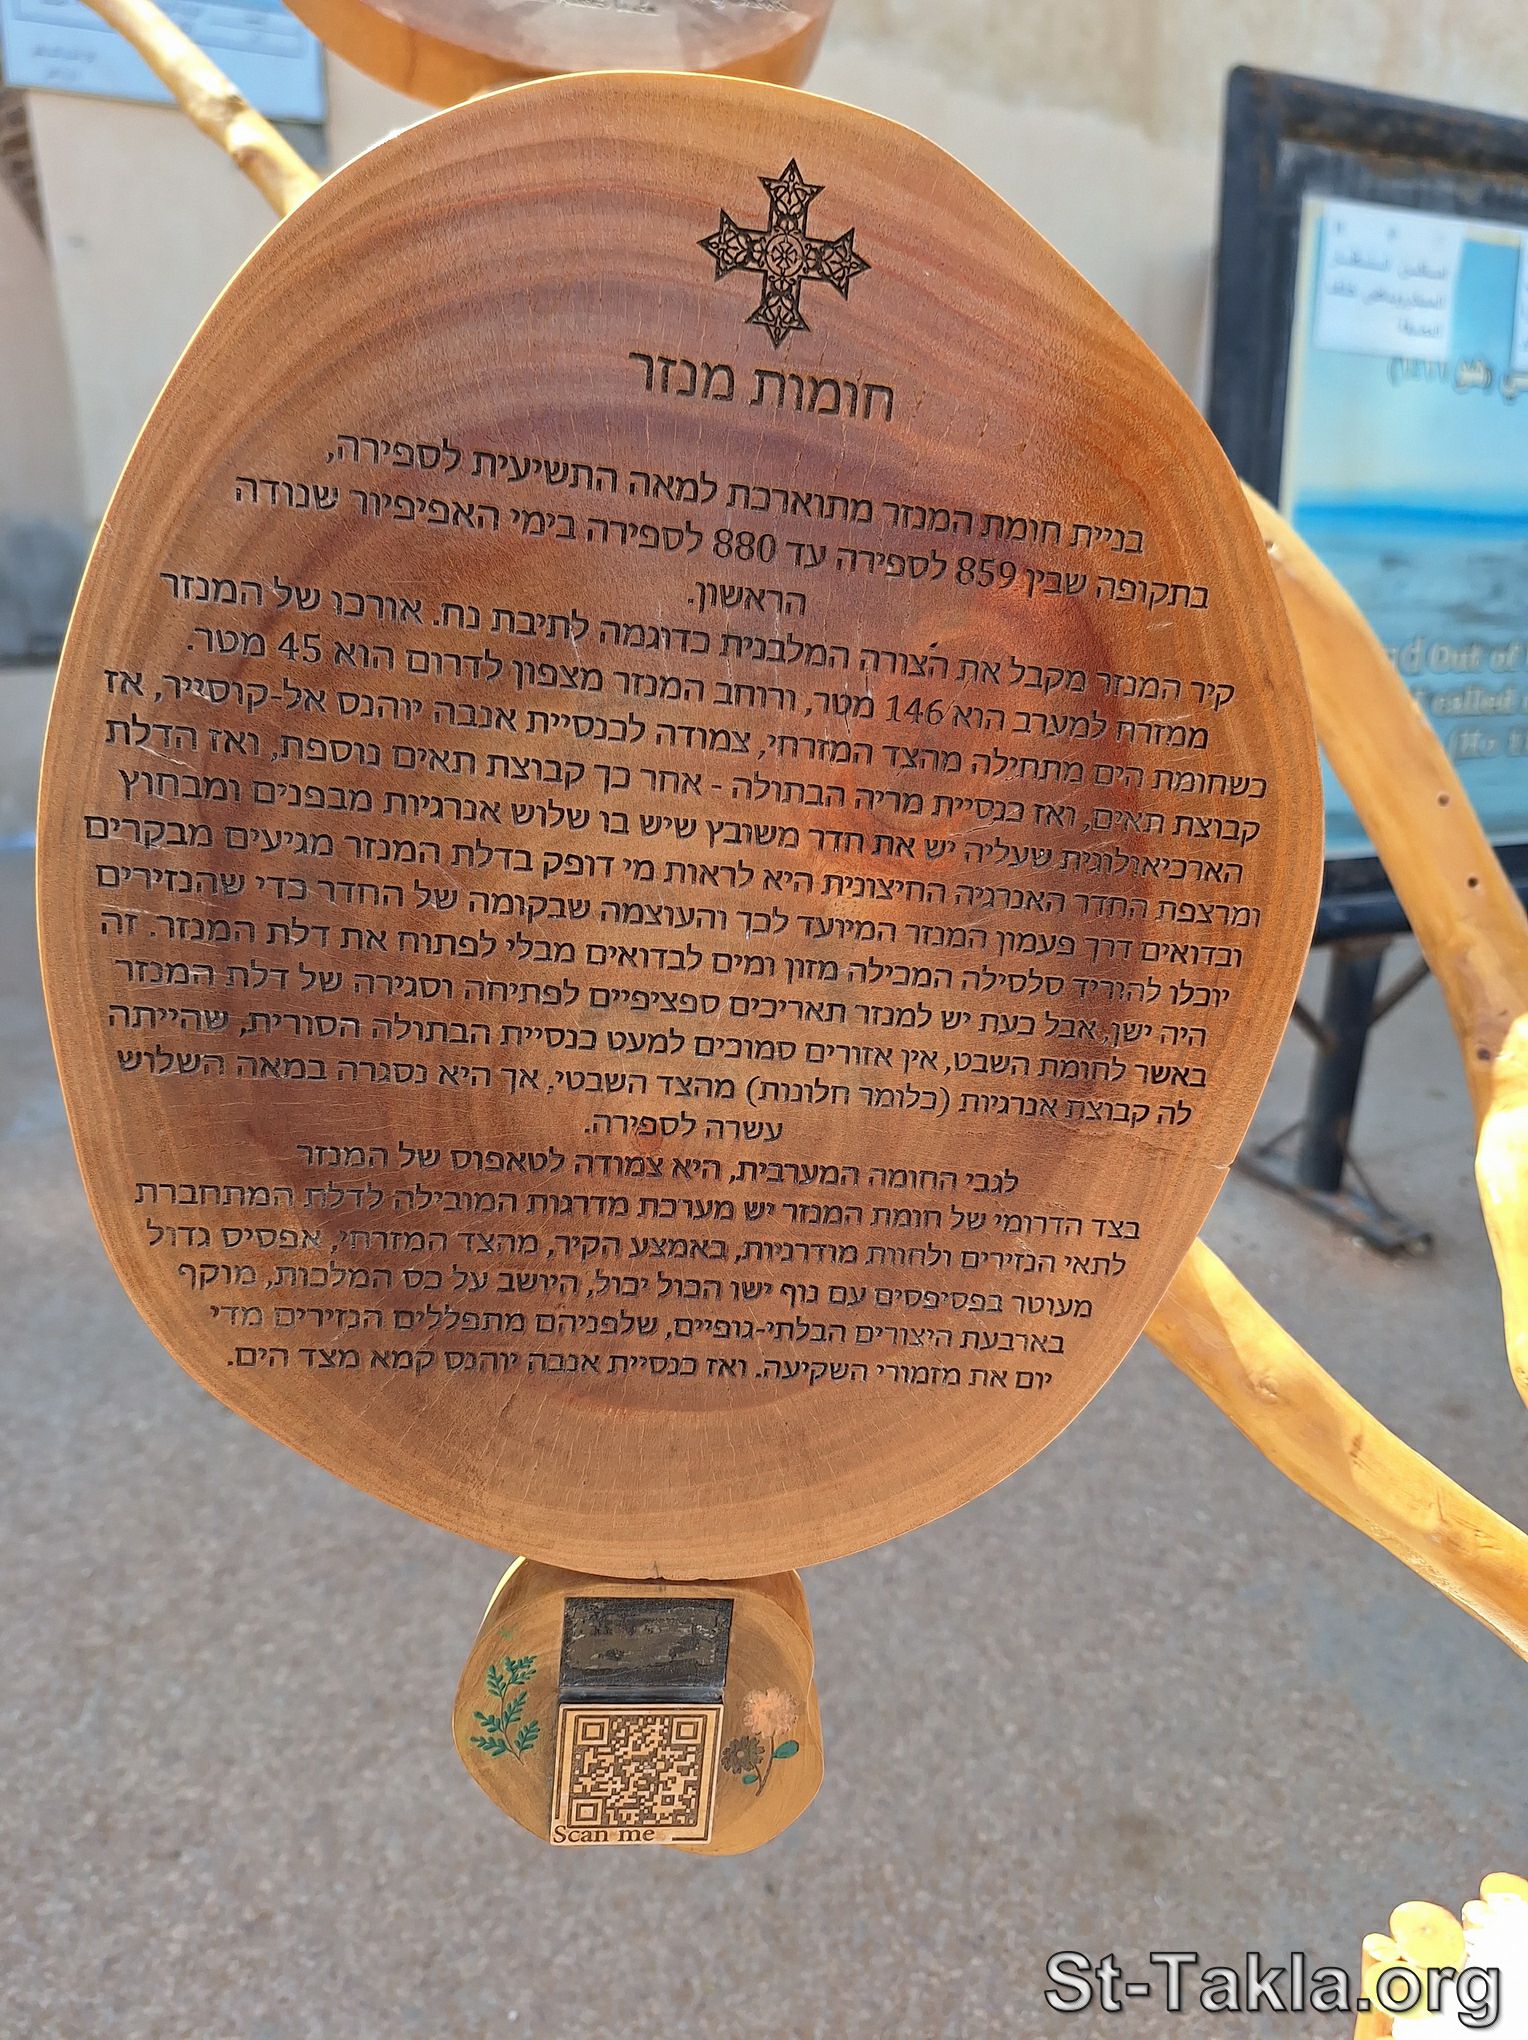 חומות מנזר
בניית חומת המנזר מתוארכת למאה התשיעית לספירה,
בתקופה שבין 859 לספירה עד 880 לספירה בימי האפיפיור שנודה
הראשון.
קיר המנזר מקבל את הצורה המלבנית כדוגמה לתיבת נח. אורכו של המנזר
ממזרח למערב הוא 146 מטר, ורוחב המנזר מצפון לדרום הוא 45 מטר.
כשחומת הים מתחילה מהצד המזרחי, צמודה לכנסיית אנבה יוהנס אל-קוסייר, אז
קבוצת תאים, ואז כנסיית מריה הבתולה - אחר כך קבוצת תאים נוספת, ואז הדלת
הארכיאולוגית שעליה יש את חדר משובץ שיש בו שלוש אנרגיות מבפנים ומבחוץ
ומרצפת החדר האנרגיה החיצונית היא לראות מי דופק בדלת המנזר מגיעים מבקרים
ובדואים דרך פעמון המנזר המיועד לכך והעוצמה שבקומה של החדר כדי שהנזירים
יוכלו להוריד סלסילה המכילה מזון ומים לבדואים מבלי לפתוח את דלת המנזר. זה
היה ישן, אבל כעת יש למנזר תאריכים ספציפיים לפתיחה וסגירה של דלת המנזר
באשר לחומת השבט, אין אזורים סמוכים למעט כנסיית הבתולה הסורית, שהייתה
לה קבוצת אנרגיות (כלומר חלונות) מהצד השבטי, אך היא נסגרה במאה השלוש
עשרה לספירה.
לגבי החומה המערבית, היא צמודה לטאפוס של המנזר
בצד הדרומי של חומת המנזר יש מערכת מדרגות המובילה לדלת המתחברת
לתאי הנזירים ולחוות מודרניות, באמצע הקיר, מהצד המזרחי, אפסיס גדול
מעוטר בפסיפסים עם נוף ישו הכול יכול, היושב על כס המלכות, מוקף
בארבעת היצורים הבלתי-גופיים, שלפניהם מתפללים הנזירים מדי
יום את מזמורי השקיעה. ואז כנסיית אנבה יוהנס קמא מצד הים.
Scan me
Out of
called
St-Takla.org